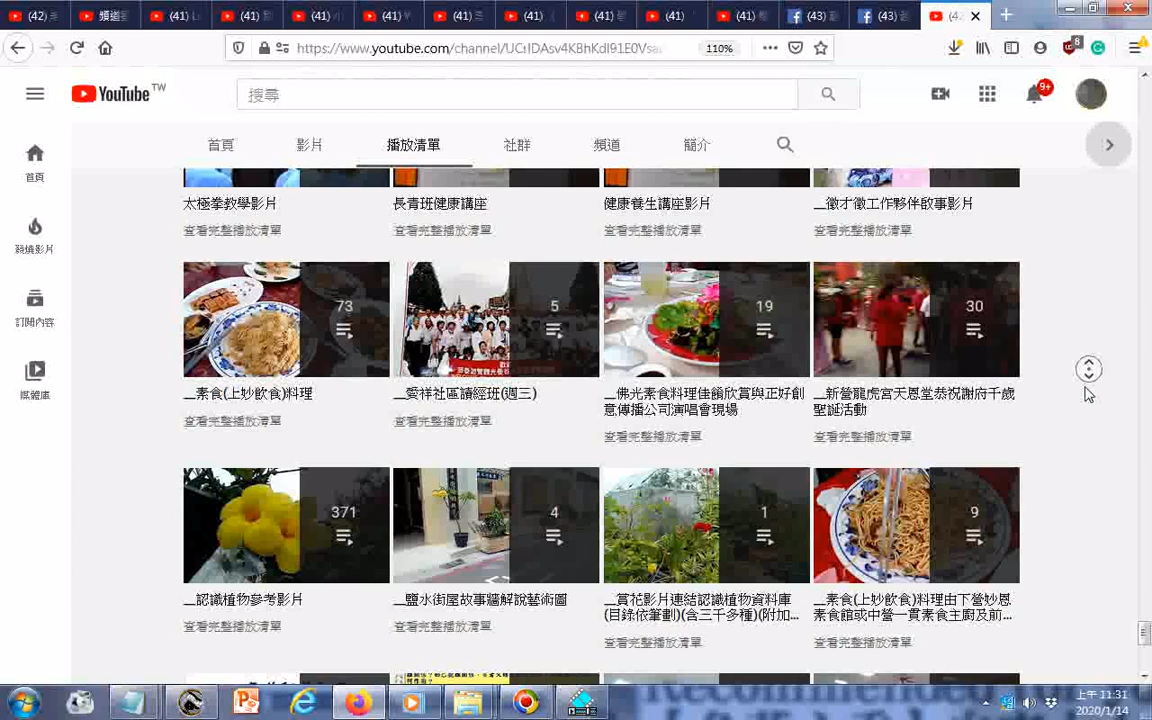 (42)
頻道
(41)
(41)
(41)
(41)
(41)
(41)
(41)
(41)
(41)
(43)
(43)
https://www.youtube.com/channel/UCrIDAsv4KBhKdI91E0Vsa
110%
8
YouTube TW
搜尋
9+
首頁
影片
播放清單
社群
頻道
簡介
首頁
發燒影片
訂閱內容
媒體庫
太極拳教學影片
長青班健康講座
健康養生講座影片
__徵才徵工作夥伴啟事影片
查看完整播放清單
查看完整播放清單
查看完整播放清單
查看完整播放清單
73
5
19
30
__素食(上妙飲食)料理
__愛祥社區讀經班(週三)
__佛光素食料理佳餚欣賞與正好創
意傳播公司演唱會現場
__新營龍虎宮天恩堂恭祝謝府千歲
聖誕活動
查看完整播放清單
查看完整播放清單
查看完整播放清單
查看完整播放清單
371
4
1
9
__認識植物參考影片
__鹽水街屋故事牆解說藝術圖
__賞花影片連結認識植物資料庫
(目錄依筆劃)(含三千多種)(附加...
__素食(上妙飲食)料理由下營妙恩
素食館或中營一貫素食主廚及前...
查看完整播放清單
查看完整播放清單
查看完整播放清單
查看完整播放清單
上午 11:31
2020/1/14